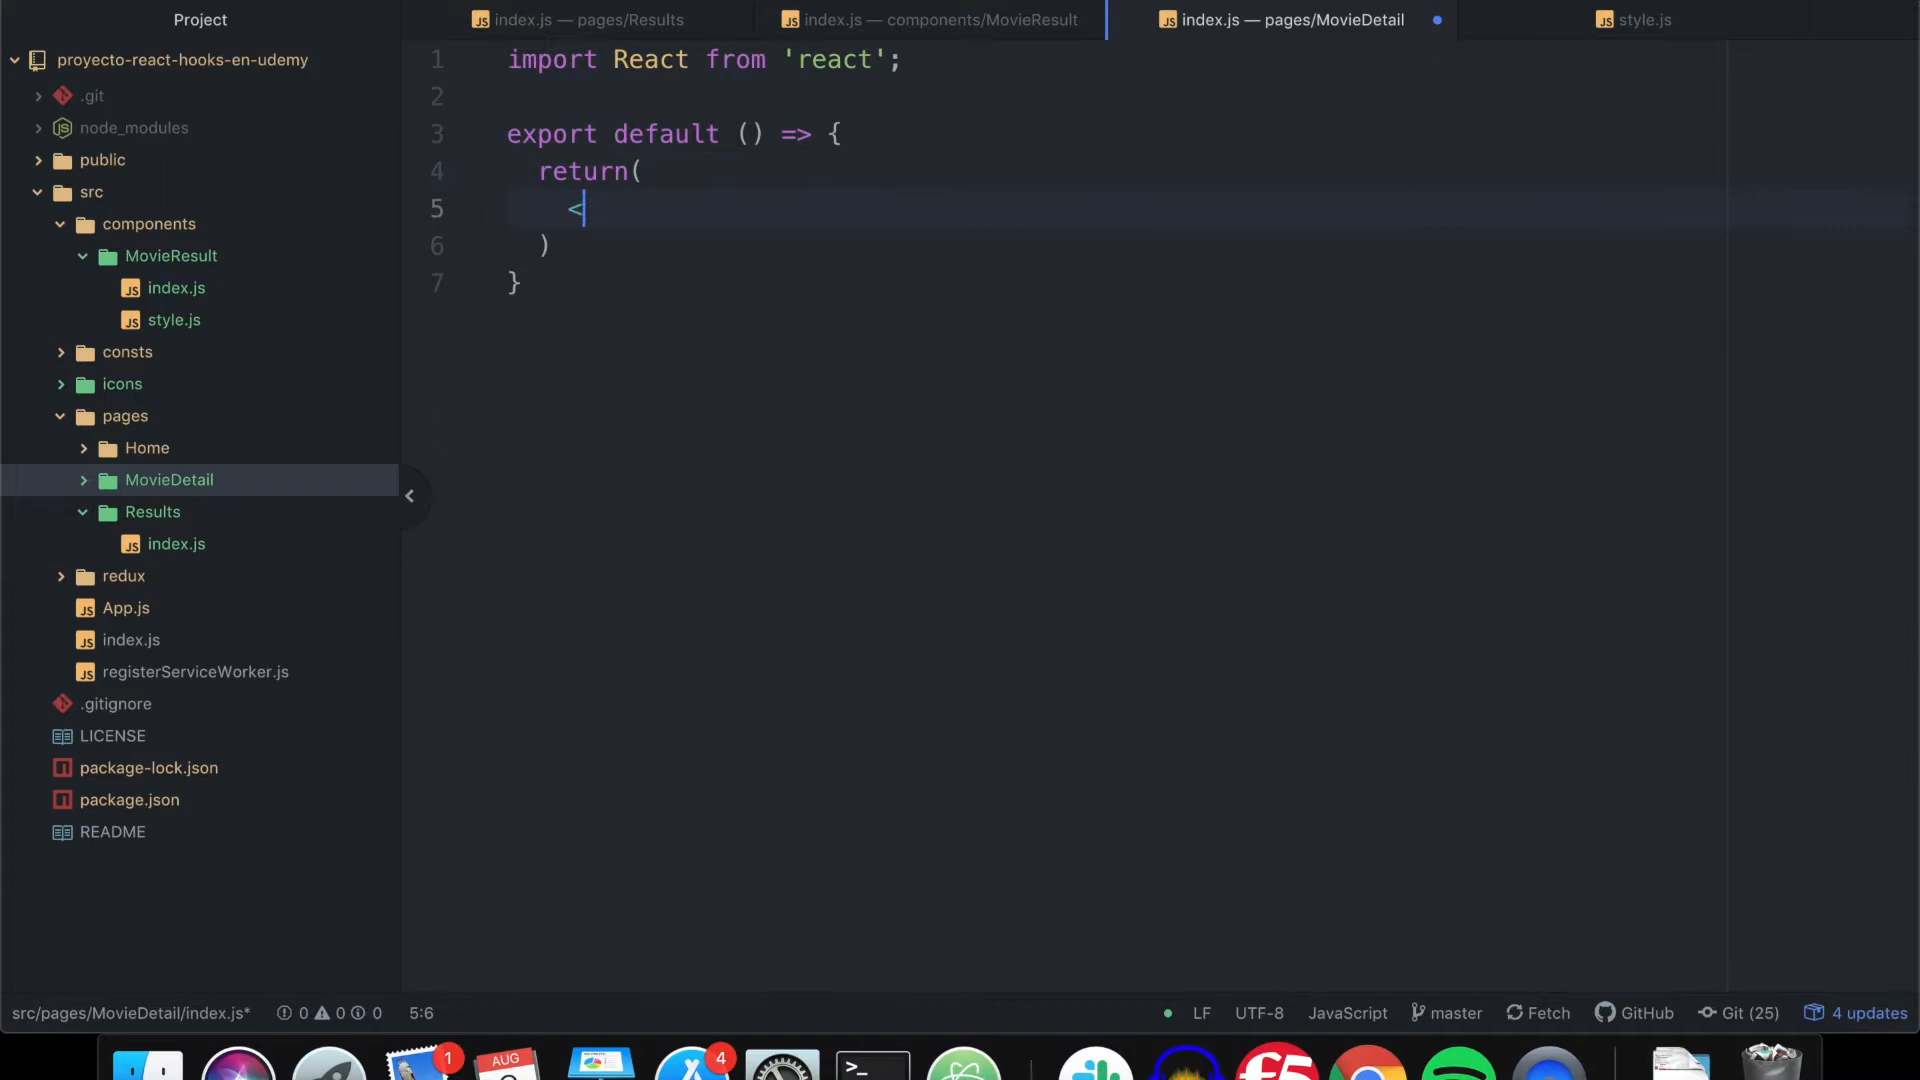 Project
index.js — pages/Results
index.js — components/MovieResult
index.js — pages/MovieDetail
style.js
proyecto-react-hooks-en-udemy
.git
node_modules
public
src
components
MovieResult
index.js
style.js
consts
icons
pages
Home
MovieDetail
Results
index.js
redux
App.js
index.js
registerServiceWorker.js
.gitignore
LICENSE
package-lock.json
package.json
README
1 import React from 'react';
2
3 export default () => {
4 return(
5 <
6 )
7 }
src/pages/MovieDetail/index.js* 0 0 0 5:6 LF UTF-8 JavaScript master Fetch GitHub Git (25) 4 updates
1
AUG
4
>_
f5